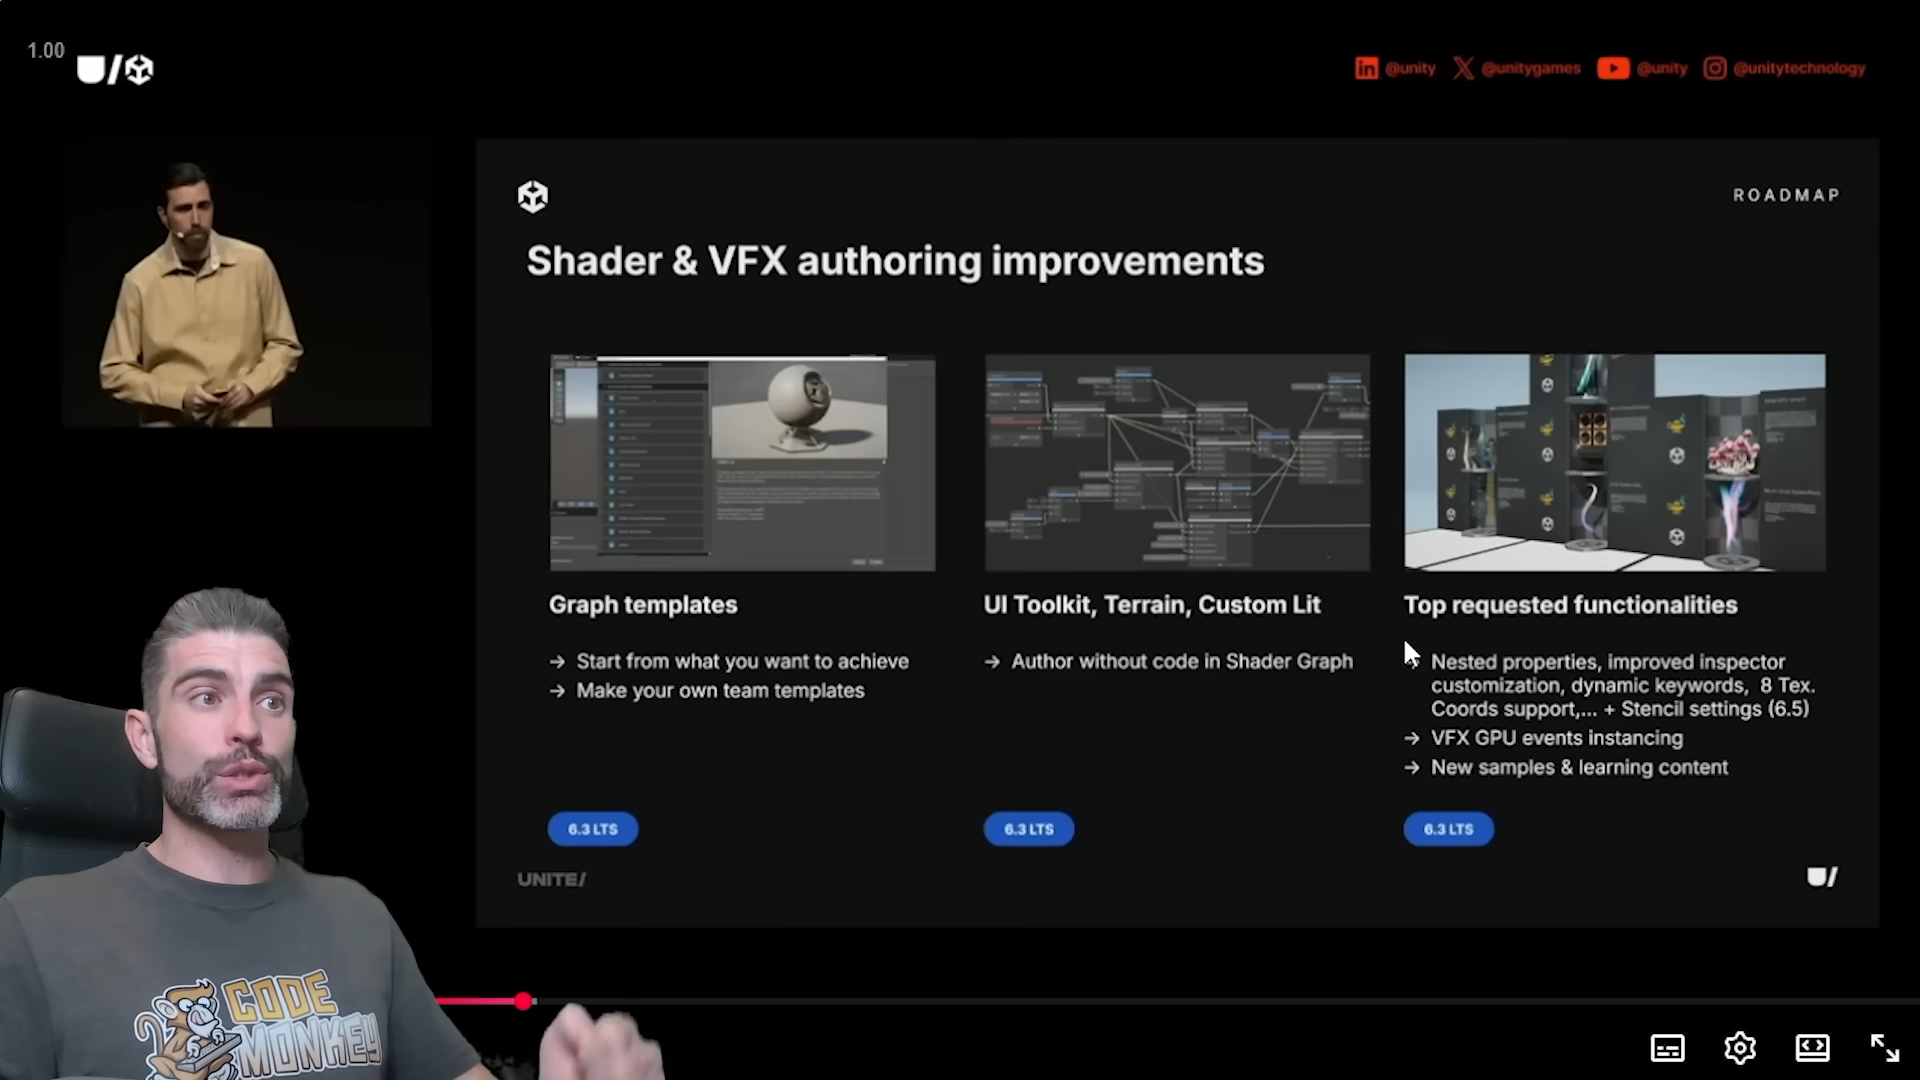 1.00
@unity
@unitygames
@unity
@unitytechnology
ROADMAP
Shader & VFX authoring improvements
Graph templates
→ Start from what you want to achieve
→ Make your own team templates
6.3 LTS
UI Toolkit, Terrain, Custom Lit
→ Author without code in Shader Graph
6.3 LTS
Top requested functionalities
→ Nested properties, improved inspector
customization, dynamic keywords, 8 Tex.
Coords support,... + Stencil settings (6.5)
→ VFX GPU events instancing
→ New samples & learning content
6.3 LTS
UNITE/
U/
CODE
MONKEY